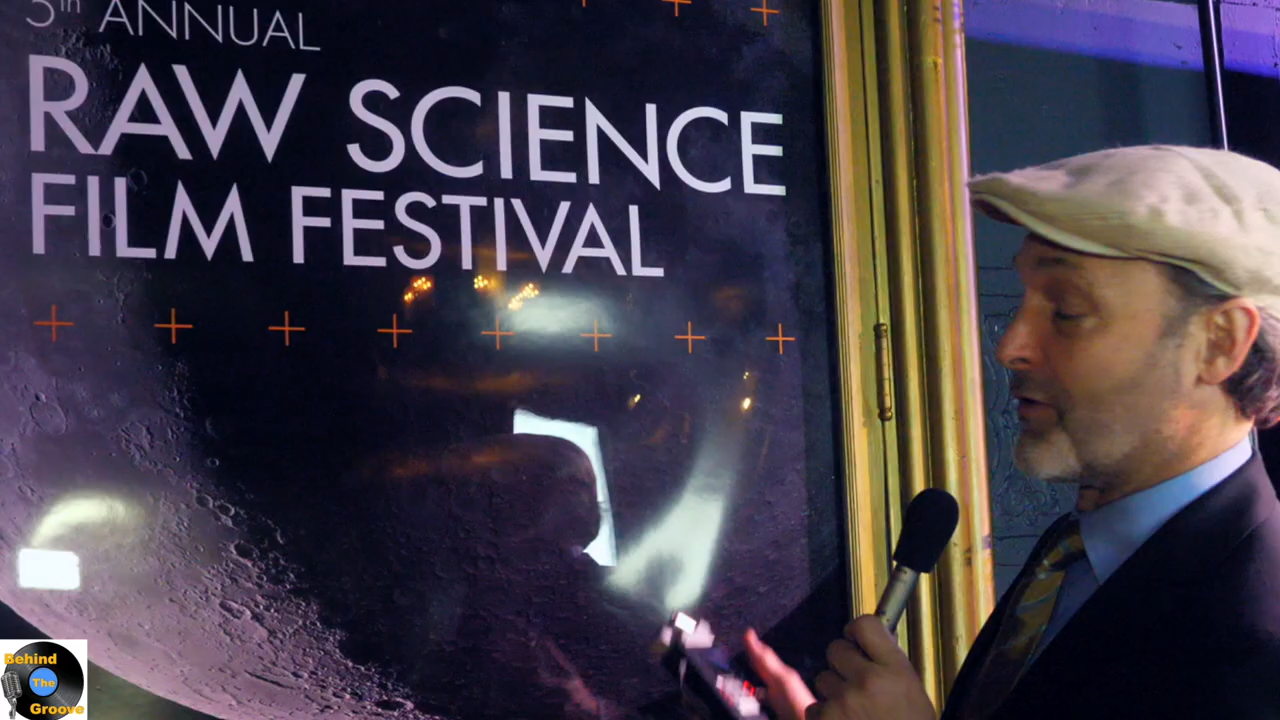 5th ANNUAL
RAW SCIENCE
FILM FESTIVAL
Behind
The
Groove